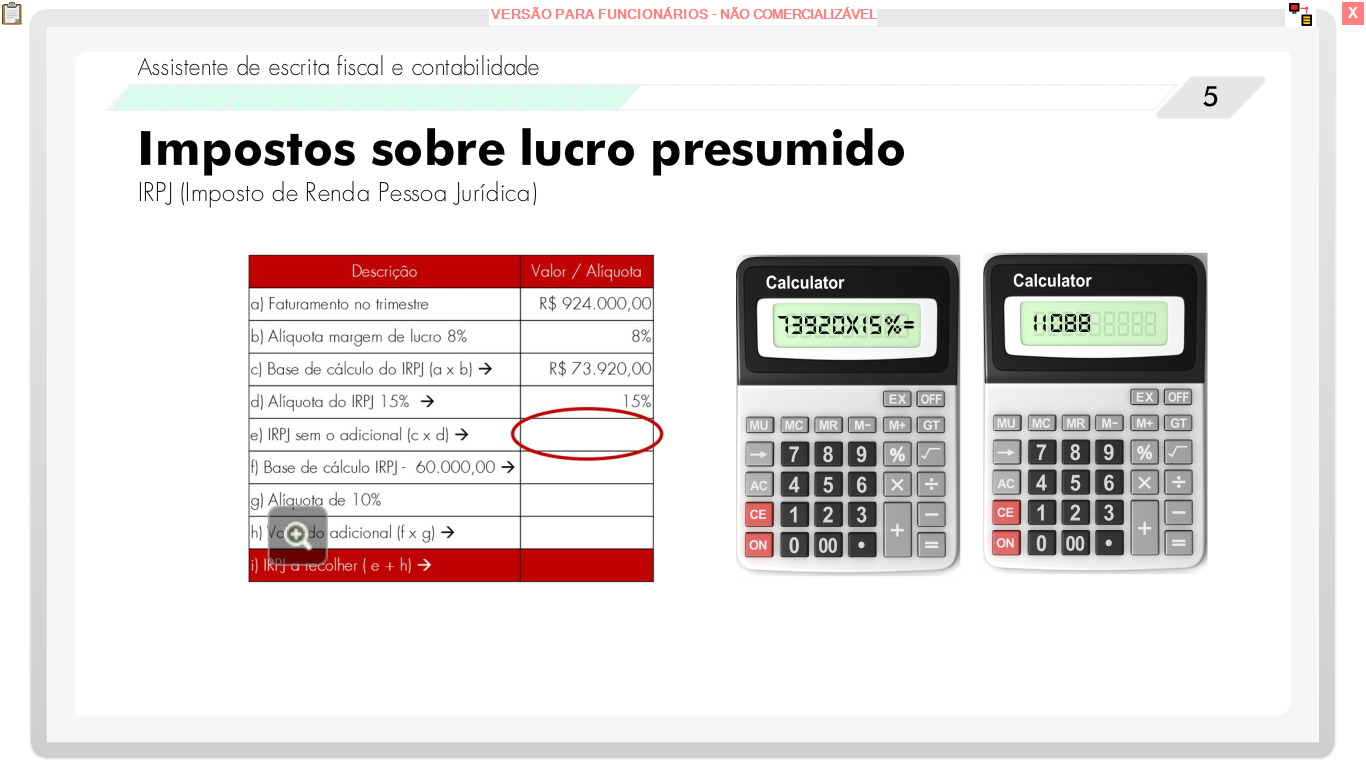 VERSÃO PARA FUNCIONÁRIOS - NÃO COMERCIALIZÁVEL
X
Assistente de escrita fiscal e contabilidade
5
Impostos sobre lucro presumido
IRPJ (Imposto de Renda Pessoa Jurídica)
Descrição Valor / Alíquota
a) Faturamento no trimestre R$ 924.000,00
b) Alíquota margem de lucro 8% 8%
c) Base de cálculo do IRPJ (a x b) → R$ 73.920,00
d) Alíquota do IRPJ 15% → 15%
e) IRPJ sem o adicional (c x d) →
f) Base de cálculo IRPJ - 60.000,00 →
g) Alíquota de 10%
h) do adicional (f x g) →
i) IRPJ a recolher ( e + h) →
Calculator
73920X15%=
EX OFF
MU MC MR M− M+ GT
→ 7 8 9 % √
AC 4 5 6 × ÷
CE 1 2 3 + −
ON 0 00 • =
Calculator
11088
EX OFF
MU MC MR M− M+ GT
→ 7 8 9 % √
AC 4 5 6 × ÷
CE 1 2 3 + −
ON 0 00 • =